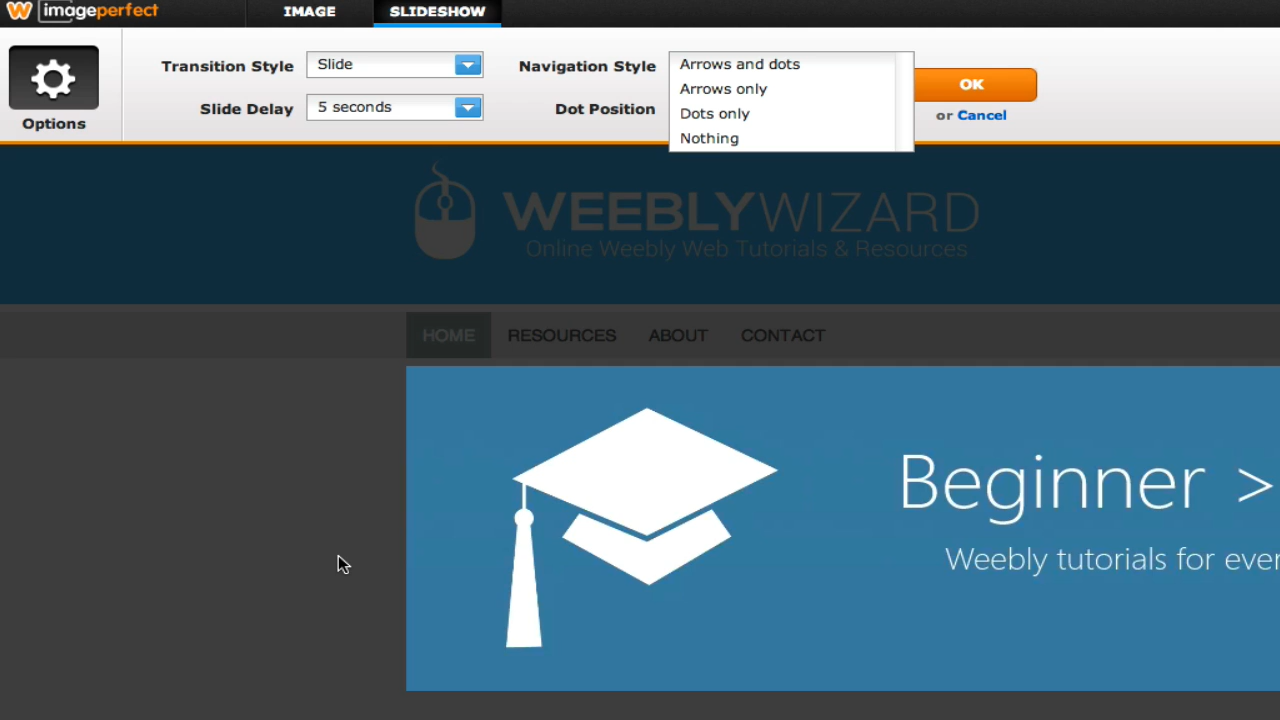 W imageperfect IMAGE SLIDESHOW
Options
Transition Style Slide
Slide Delay 5 seconds
Navigation Style
Dot Position
Arrows and dots
Arrows only
Dots only
Nothing
OK
or Cancel
WEEBLYWIZARD
Online Weebly Web Tutorials & Resources
HOME RESOURCES ABOUT CONTACT
Beginner >
Weebly tutorials for ever